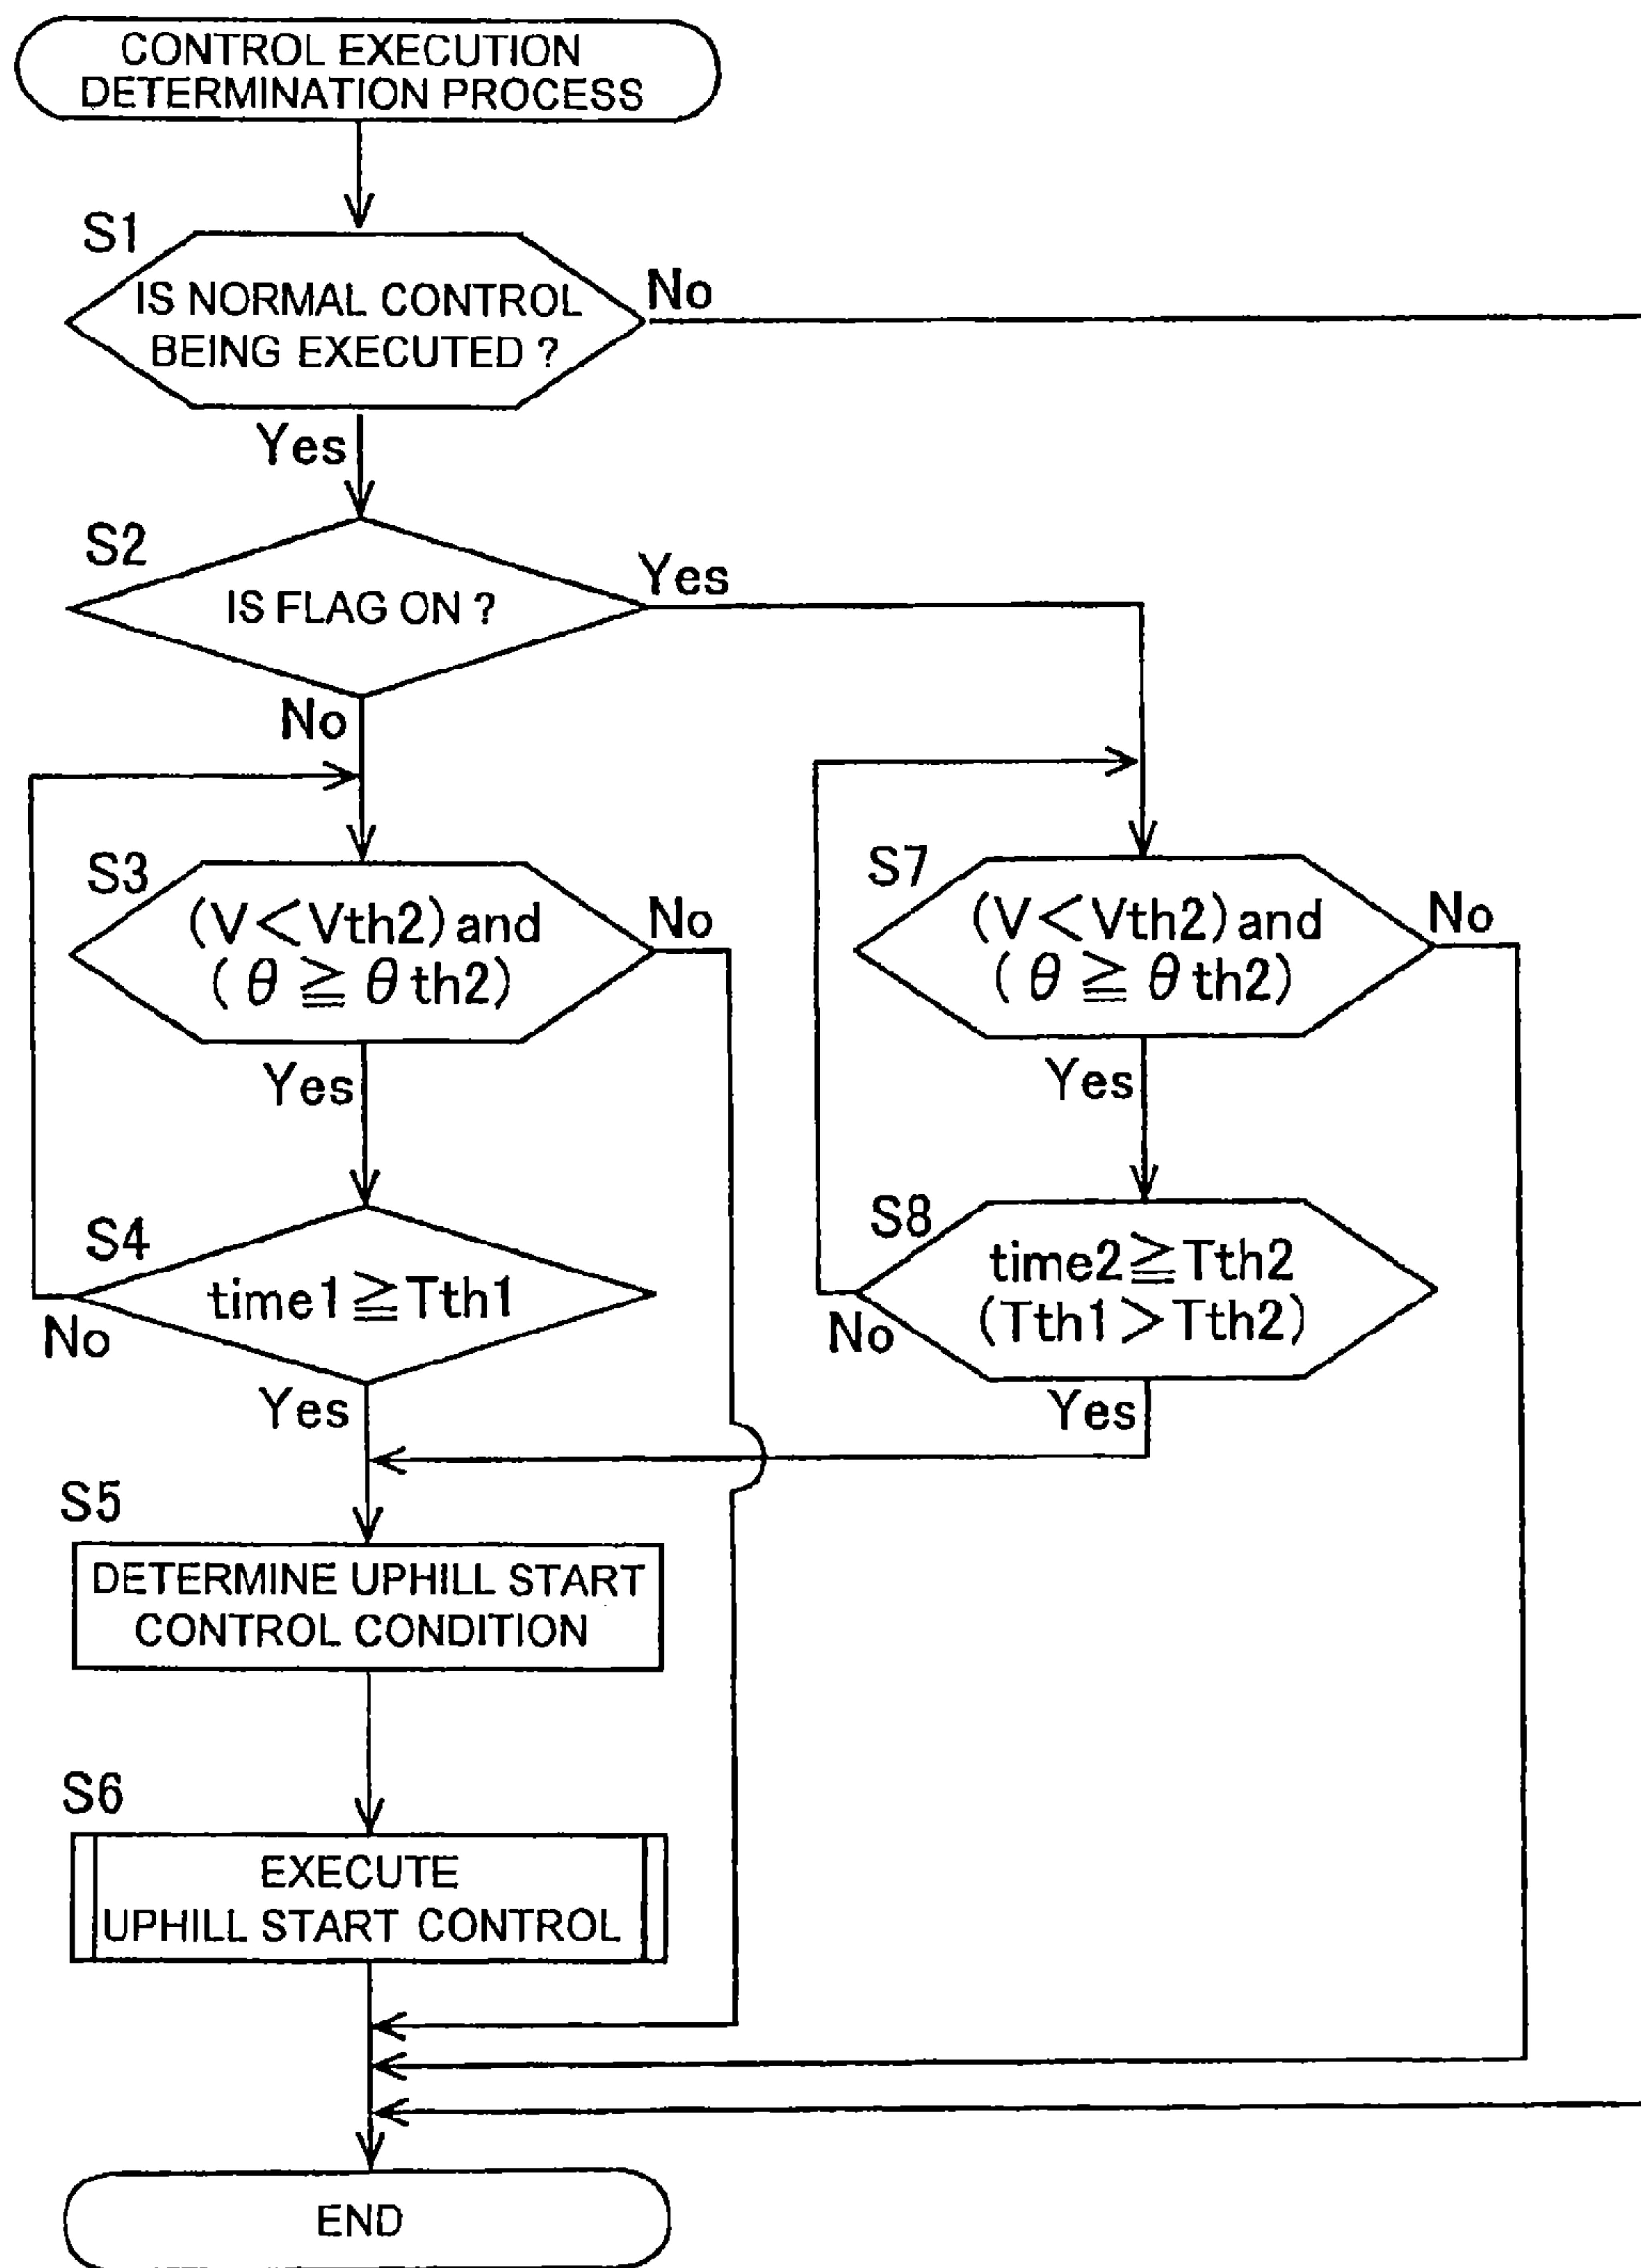 CONTROL EXECUTION
DETERMINATION PROCESS
S1
IS NORMAL CONTROL
BEING EXECUTED ?
No
Yes
S2
IS FLAG ON ?
Yes
No
S3
(V<Vth2) and
( θ ≧ θ th2)
No
Yes
S7
(V<Vth2) and
( θ ≧ θ th2)
No
Yes
S4
time1≧Tth1
No
Yes
S8
time2≧Tth2
(Tth1>Tth2)
No
Yes
S5
DETERMINE UPHILL START
CONTROL CONDITION
S6
EXECUTE
UPHILL START CONTROL
END